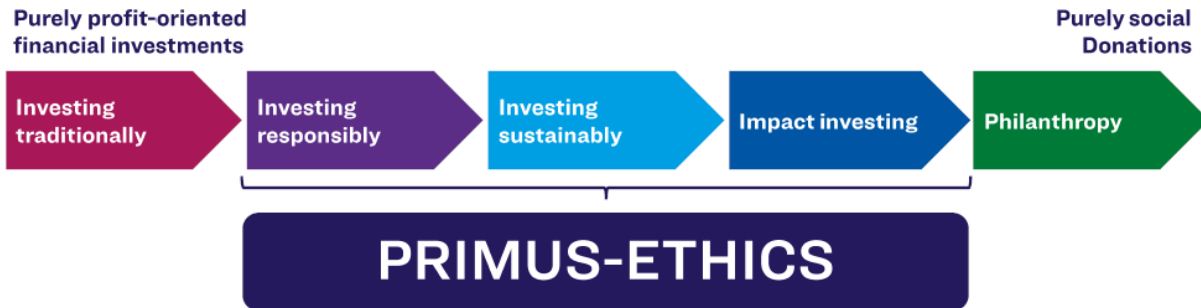 Purely profit-oriented
financial investments
Purely social
Donations
Investing
traditionally
Investing
responsibly
Investing
sustainably
Impact investing
Philanthropy
PRIMUS-ETHICS